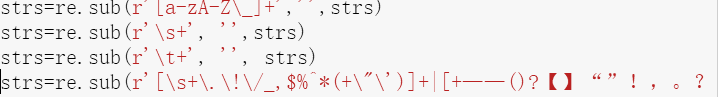 strs=re.sub(r'[a-zA-Z\_]+','',strs)
strs=re.sub(r'\s+', '',strs)
strs=re.sub(r'\t+', '', strs)
strs=re.sub(r'[\s+\.\!\/_,$%^*(+\"\')]+|[+——()?【】“”!，。?